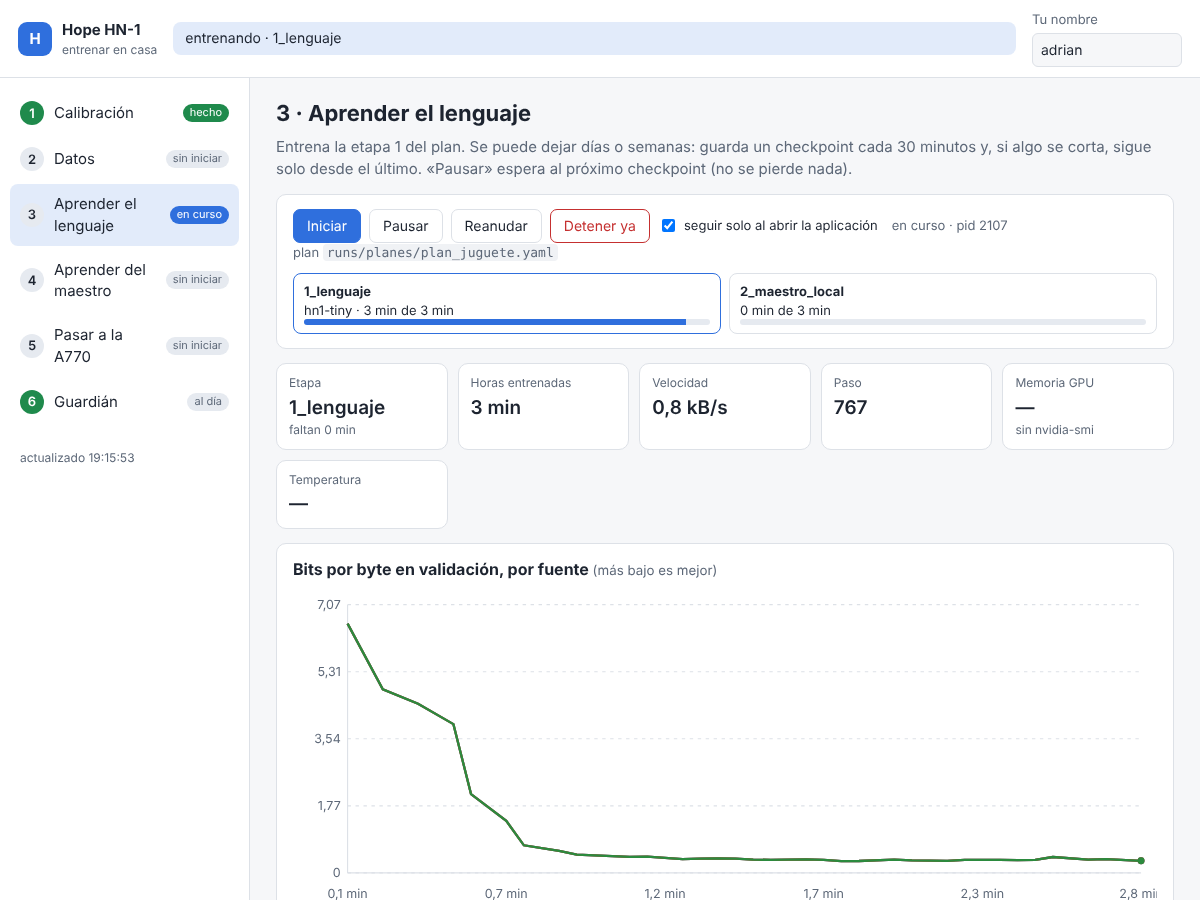 H
Hope HN-1
entrenar en casa
entrenando · 1_lenguaje
Tu nombre
adrian
1 Calibración hecho
2 Datos sin iniciar
3 Aprender el lenguaje en curso
4 Aprender del maestro sin iniciar
5 Pasar a la A770 sin iniciar
6 Guardián al día
actualizado 19:15:53
3 · Aprender el lenguaje
Entrena la etapa 1 del plan. Se puede dejar días o semanas: guarda un checkpoint cada 30 minutos y, si algo se corta, sigue
solo desde el último. «Pausar» espera al próximo checkpoint (no se pierde nada).
Iniciar Pausar Reanudar Detener ya seguir solo al abrir la aplicación en curso · pid 2107
plan runs/planes/plan_juguete.yaml
1_lenguaje
hn1-tiny · 3 min de 3 min
2_maestro_local
0 min de 3 min
Etapa
1_lenguaje
faltan 0 min
Horas entrenadas
3 min
Velocidad
0,8 kB/s
Paso
767
Memoria GPU
—
sin nvidia-smi
Temperatura
—
Bits por byte en validación, por fuente (más bajo es mejor)
7,07
5,31
3,54
1,77
0
0,1 min 0,7 min 1,2 min 1,7 min 2,3 min 2,8 mi